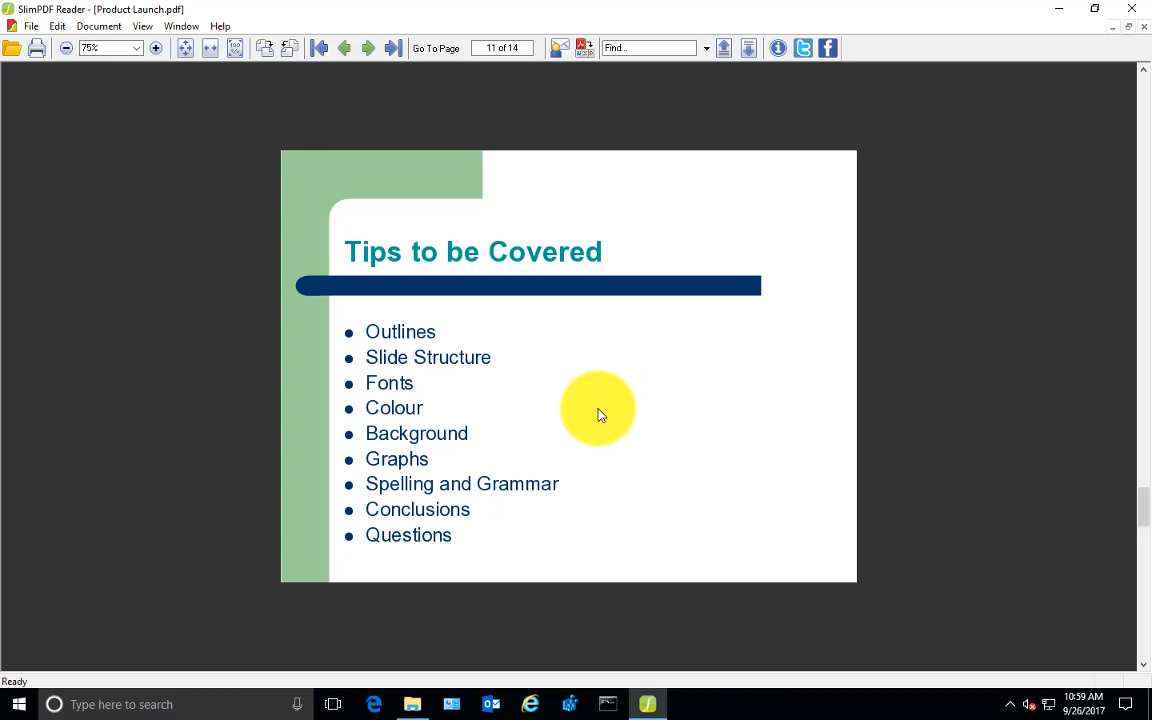 SlimPDF Reader - [Product Launch.pdf]
File Edit Document View Window Help
75% 100% Go To Page 11 of 14 Find...
Tips to be Covered
Outlines
Slide Structure
Fonts
Colour
Background
Graphs
Spelling and Grammar
Conclusions
Questions
Ready
Type here to search
10:59 AM
9/26/2017